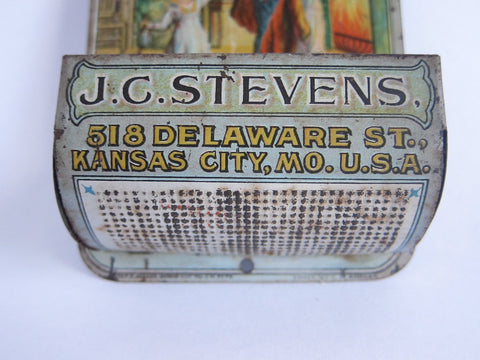 J.C.STEVENS,
518 DELAWARE ST.,
KANSAS CITY, MO. U.S.A.